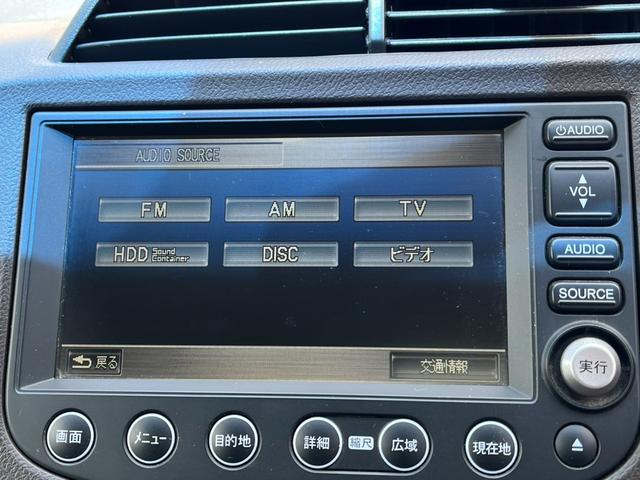 AUDIO SOURCE
FM AM TV
HDD Sound Container DISC ビデオ
戻る 交通情報
AUDIO
VOL
AUDIO
SOURCE
実行
画面 メニュー 目的地 詳細 縮尺 広域 現在地